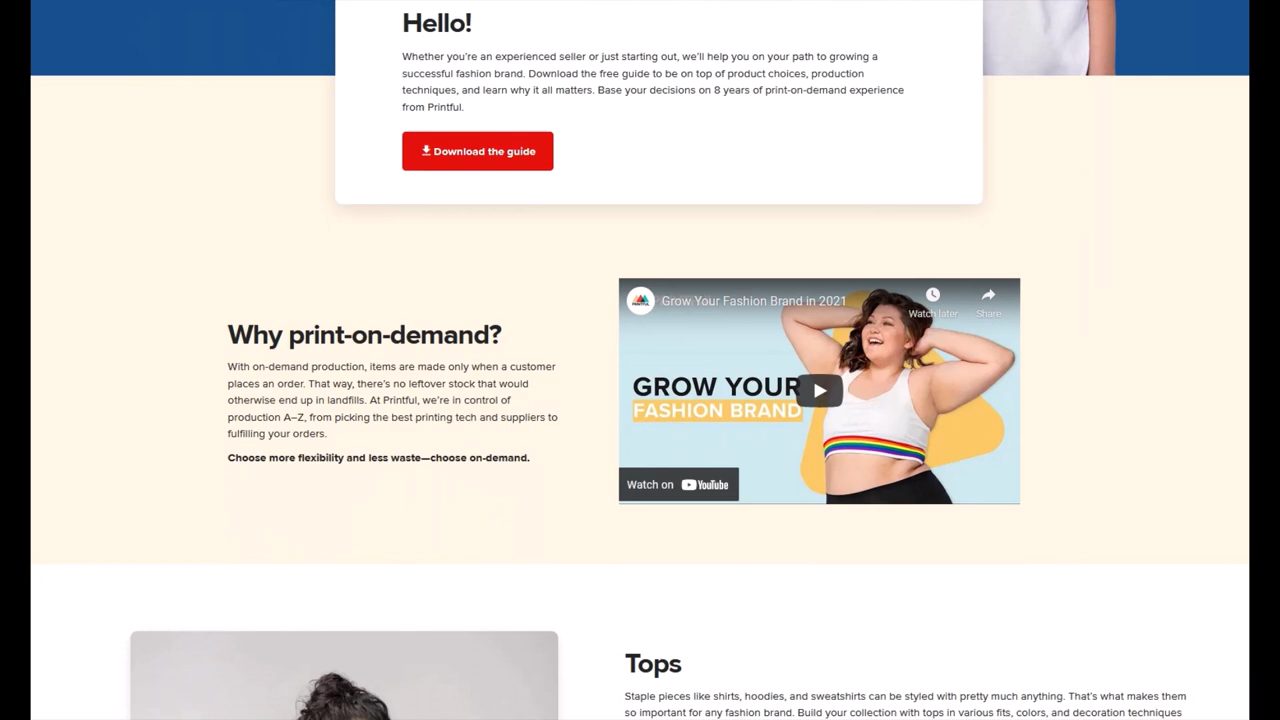 Hello!
Whether you're an experienced seller or just starting out, we'll help you on your path to growing a
successful fashion brand. Download the free guide to be on top of product choices, production
techniques, and learn why it all matters. Base your decisions on 8 years of print-on-demand experience
from Printful.
Download the guide
Why print-on-demand?
With on-demand production, items are made only when a customer
places an order. That way, there's no leftover stock that would
otherwise end up in landfills. At Printful, we're in control of
production A–Z, from picking the best printing tech and suppliers to
fulfilling your orders.
Choose more flexibility and less waste—choose on-demand.
PRINTFUL
Grow Your Fashion Brand in 2021
Watch later
Share
GROW YOUR
FASHION BRAND
Watch on YouTube
Tops
Staple pieces like shirts, hoodies, and sweatshirts can be styled with pretty much anything. That's what makes them
so important for any fashion brand. Build your collection with tops in various fits, colors, and decoration techniques